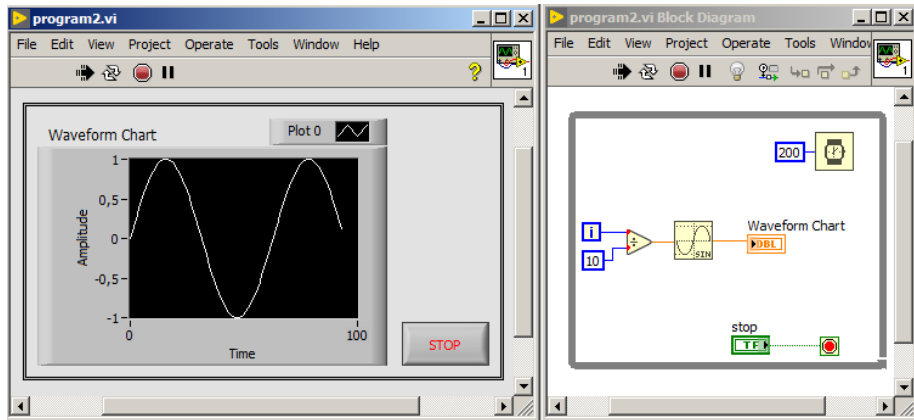 program2.vi
File Edit View Project Operate Tools Window Help
1
Waveform Chart
Plot 0
1
0,5
0
-0,5
-1
Amplitude
0
100
Time
STOP
program2.vi Block Diagram
File Edit View Project Operate Tools Window
1
200
i
10
÷
SIN
Waveform Chart
DBL
stop
TF